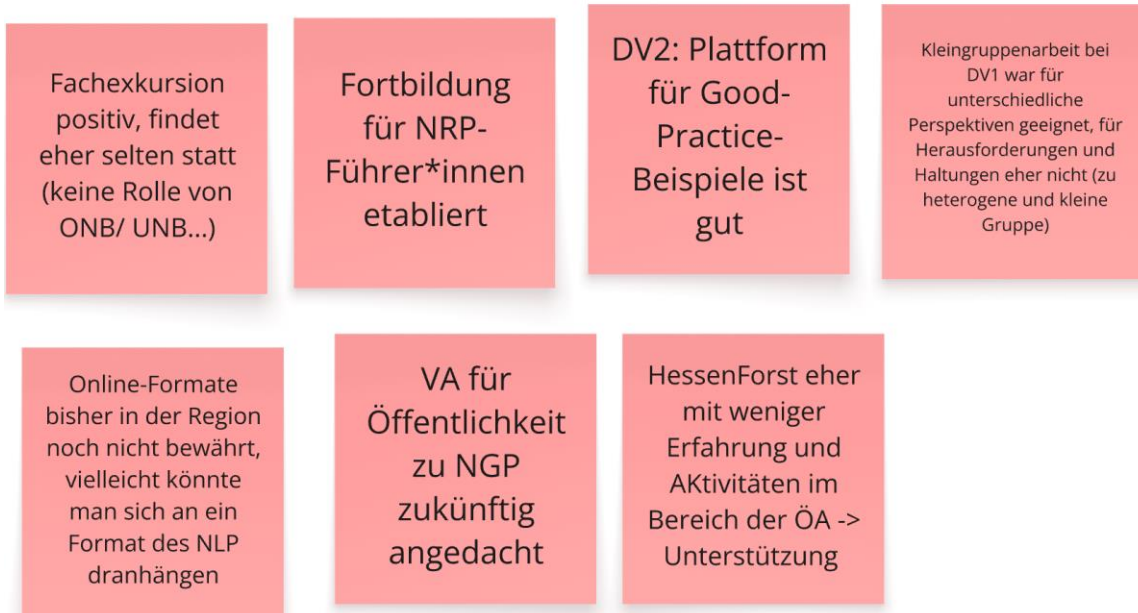 Fachexkursion
positiv, findet
eher selten statt
(keine Rolle von
ONB/ UNB...)
Fortbildung
für NRP-
Führer*innen
etabliert
DV2: Plattform
für Good-
Practice-
Beispiele ist
gut
Kleingruppenarbeit bei
DV1 war für
unterschiedliche
Perspektiven geeignet, für
Herausforderungen und
Haltungen eher nicht (zu
heterogene und kleine
Gruppe)
Online-Formate
bisher in der Region
noch nicht bewährt,
vielleicht könnte
man sich an ein
Format des NLP
dranhängen
VA für
Öffentlichkeit
zu NGP
zukünftig
angedacht
HessenForst eher
mit weniger
Erfahrung und
AKtivitäten im
Bereich der ÖA ->
Unterstützung